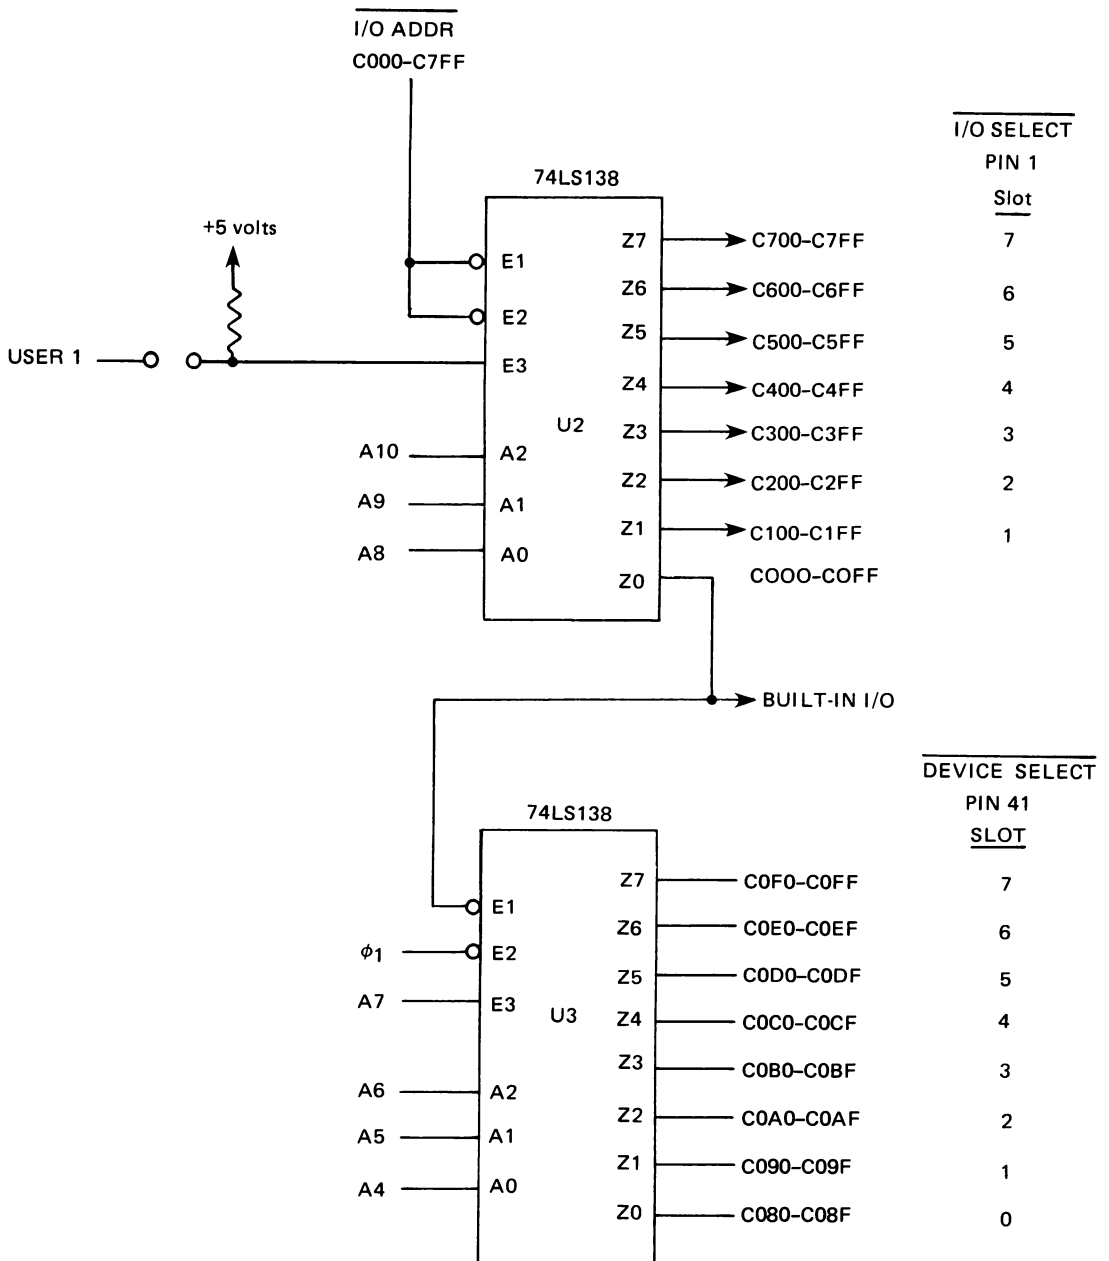 I/O ADDR
C000–C7FF
I/O SELECT
PIN 1
Slot
74LS138
+5 volts
Z7 C700–C7FF 7
E1
Z6 C600–C6FF 6
E2
Z5 C500–C5FF 5
USER 1
E3
Z4 C400–C4FF 4
U2
Z3 C300–C3FF 3
A10 A2
Z2 C200–C2FF 2
A9 A1
Z1 C100–C1FF 1
A8 A0
Z0 COOO–COFF
BUILT-IN I/O
DEVICE SELECT
PIN 41
SLOT
74LS138
Z7 C0F0–C0FF 7
E1
Z6 C0E0–C0EF 6
ϕ1 E2
Z5 C0D0–C0DF 5
A7 E3
U3
Z4 C0C0–C0CF 4
Z3 C0B0–C0BF 3
A6 A2
Z2 C0A0–C0AF 2
A5 A1
Z1 C090–C09F 1
A4 A0
Z0 C080–C08F 0